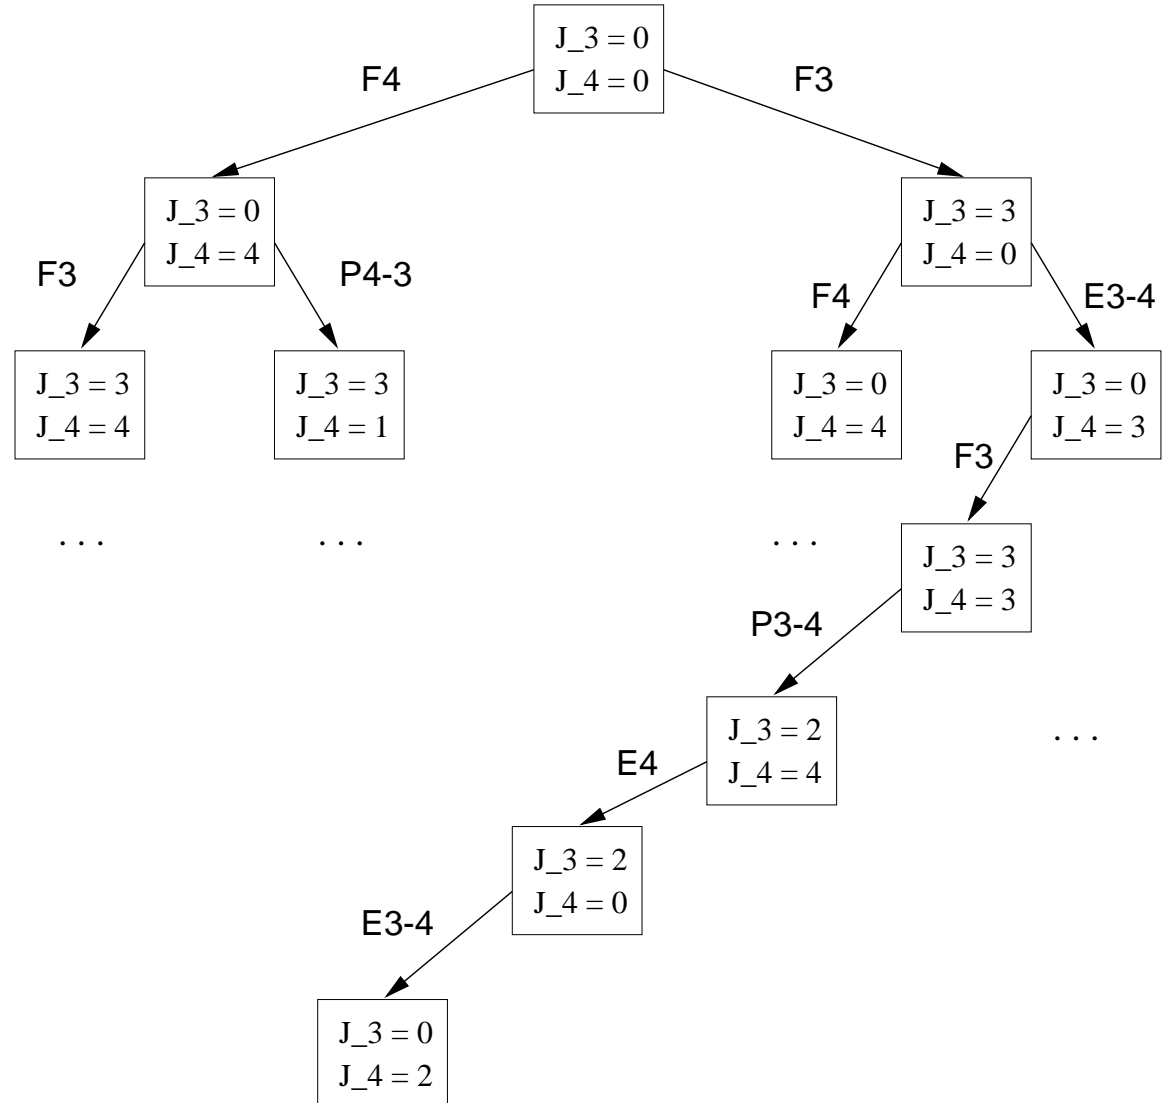 J_3 = 0
J_4 = 0
F4
F3
J_3 = 0
J_4 = 4
J_3 = 3
J_4 = 0
F3
P4-3
F4
E3-4
J_3 = 3
J_4 = 4
J_3 = 3
J_4 = 1
J_3 = 0
J_4 = 4
J_3 = 0
J_4 = 3
F3
. . .
. . .
. . .
J_3 = 3
J_4 = 3
P3-4
J_3 = 2
J_4 = 4
. . .
E4
J_3 = 2
J_4 = 0
E3-4
J_3 = 0
J_4 = 2